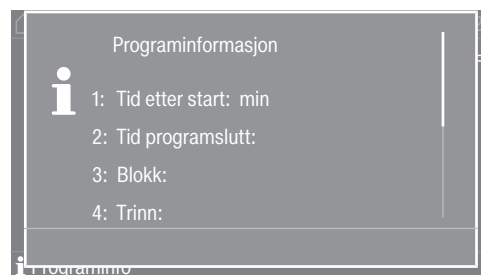 Programinformasjon
1: Tid etter start: min
2: Tid programslutt:
3: Blokk:
4: Trinn:
Programinfo